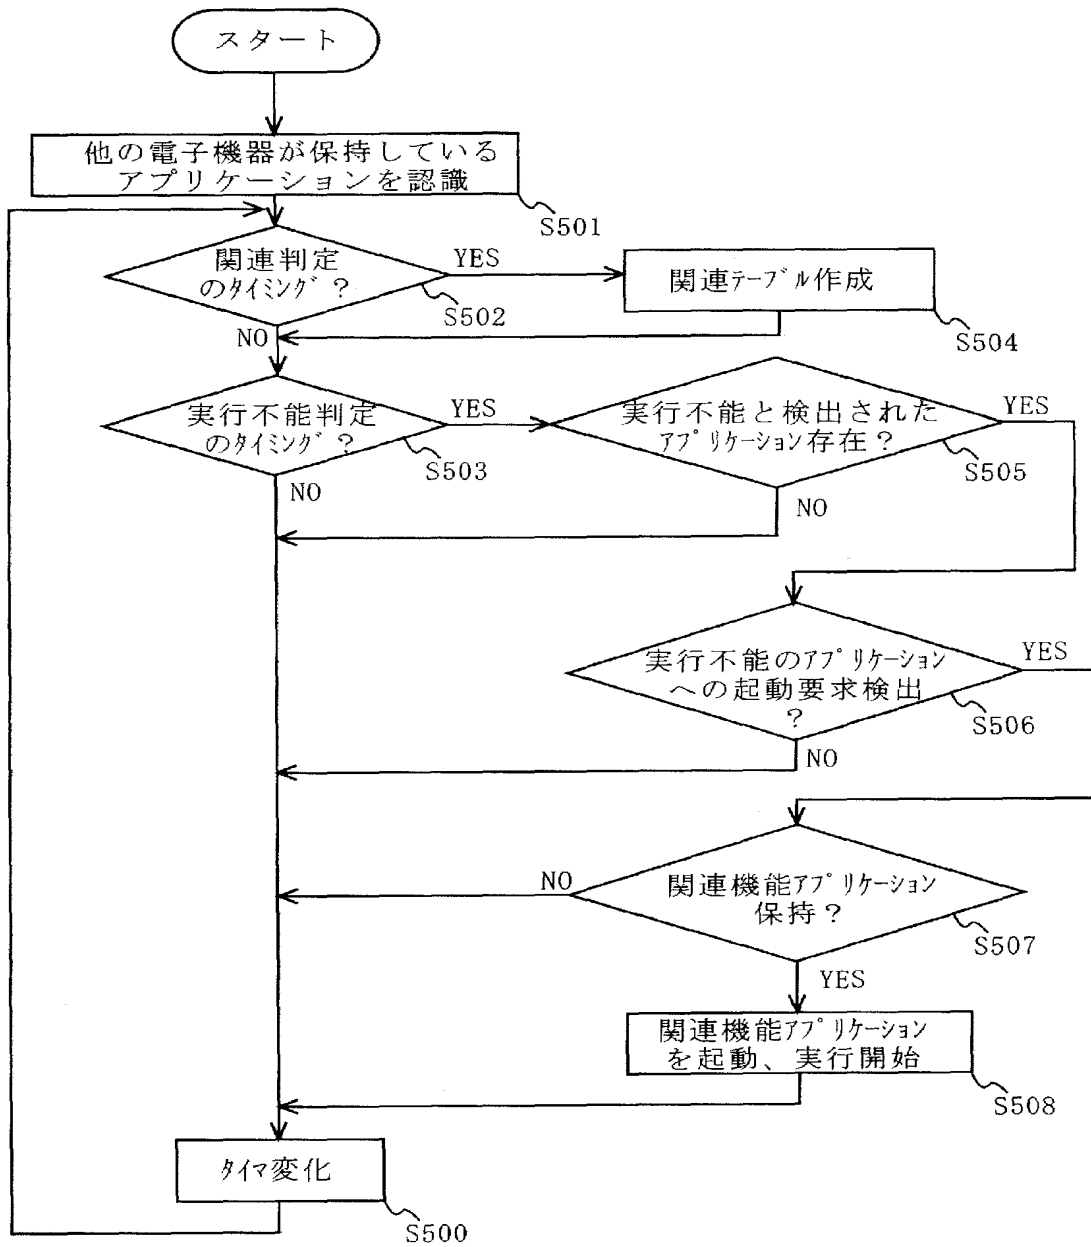 スタート
他の電子機器が保持している
アプリケーションを認識
S501
関連判定
のタイミング？
YES
S502
NO
関連テーブル作成
S504
実行不能判定
のタイミング？
YES
S503
NO
実行不能と検出された
アプリケーション存在？
YES
S505
NO
実行不能のアプリケーション
への起動要求検出
？
YES
S506
NO
関連機能アプリケーション
保持？
NO
S507
YES
関連機能アプリケーション
を起動、実行開始
S508
タイマ変化
S500